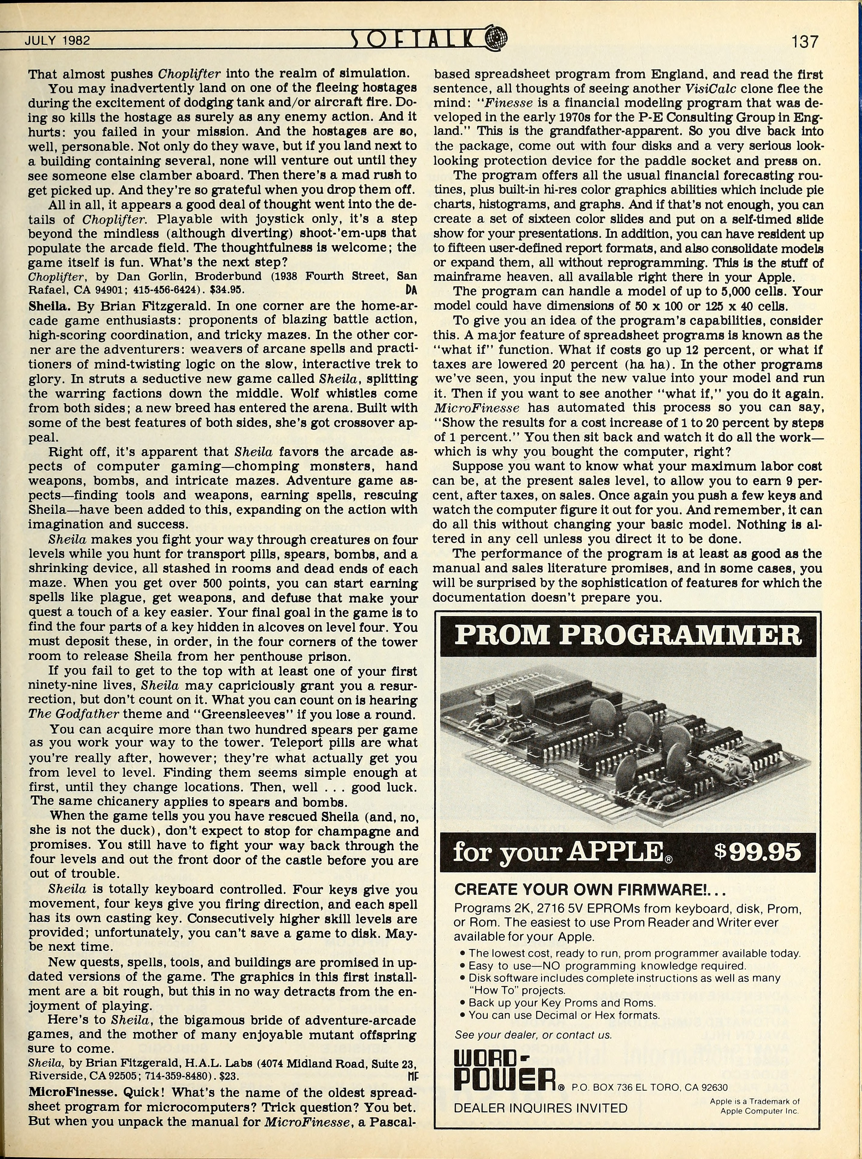 JULY 1982
SOFTALK
137
That almost pushes Choplifter into the realm of simulation.
You may inadvertently land on one of the fleeing hostages
during the excitement of dodging tank and/or aircraft fire. Do-
ing so kills the hostage as surely as any enemy action. And it
hurts: you failed in your mission. And the hostages are so,
well, personable. Not only do they wave, but if you land next to
a building containing several, none will venture out until they
see someone else clamber aboard. Then there's a mad rush to
get picked up. And they're so grateful when you drop them off.
All in all, it appears a good deal of thought went into the de-
tails of Choplifter. Playable with joystick only, it's a step
beyond the mindless (although diverting) shoot-'em-ups that
populate the arcade field. The thoughtfulness is welcome; the
game itself is fun. What's the next step?
Choplifter, by Dan Gorlin, Broderbund (1938 Fourth Street, San
Rafael, CA 94901; 415-456-6424). $34.95. DA
Sheila. By Brian Fitzgerald. In one corner are the home-ar-
cade game enthusiasts: proponents of blazing battle action,
high-scoring coordination, and tricky mazes. In the other cor-
ner are the adventurers: weavers of arcane spells and practi-
tioners of mind-twisting logic on the slow, interactive trek to
glory. In struts a seductive new game called Sheila, splitting
the warring factions down the middle. Wolf whistles come
from both sides; a new breed has entered the arena. Built with
some of the best features of both sides, she's got crossover ap-
peal.
Right off, it's apparent that Sheila favors the arcade as-
pects of computer gaming—chomping monsters, hand
weapons, bombs, and intricate mazes. Adventure game as-
pects—finding tools and weapons, earning spells, rescuing
Sheila—have been added to this, expanding on the action with
imagination and success.
Sheila makes you fight your way through creatures on four
levels while you hunt for transport pills, spears, bombs, and a
shrinking device, all stashed in rooms and dead ends of each
maze. When you get over 500 points, you can start earning
spells like plague, get weapons, and defuse that make your
quest a touch of a key easier. Your final goal in the game is to
find the four parts of a key hidden in alcoves on level four. You
must deposit these, in order, in the four corners of the tower
room to release Sheila from her penthouse prison.
If you fail to get to the top with at least one of your first
ninety-nine lives, Sheila may capriciously grant you a resur-
rection, but don't count on it. What you can count on is hearing
The Godfather theme and "Greensleeves" if you lose a round.
You can acquire more than two hundred spears per game
as you work your way to the tower. Teleport pills are what
you're really after, however; they're what actually get you
from level to level. Finding them seems simple enough at
first, until they change locations. Then, well . . . good luck.
The same chicanery applies to spears and bombs.
When the game tells you you have rescued Sheila (and, no,
she is not the duck), don't expect to stop for champagne and
promises. You still have to fight your way back through the
four levels and out the front door of the castle before you are
out of trouble.
Sheila is totally keyboard controlled. Four keys give you
movement, four keys give you firing direction, and each spell
has its own casting key. Consecutively higher skill levels are
provided; unfortunately, you can't save a game to disk. May-
be next time.
New quests, spells, tools, and buildings are promised in up-
dated versions of the game. The graphics in this first install-
ment are a bit rough, but this in no way detracts from the en-
joyment of playing.
Here's to Sheila, the bigamous bride of adventure-arcade
games, and the mother of many enjoyable mutant offspring
sure to come.
Sheila, by Brian Fitzgerald, H.A.L. Labs (4074 Midland Road, Suite 23,
Riverside, CA 92505; 714-359-8480). $23. MF
MicroFinesse. Quick! What's the name of the oldest spread-
sheet program for microcomputers? Trick question? You bet.
But when you unpack the manual for MicroFinesse, a Pascal-
based spreadsheet program from England, and read the first
sentence, all thoughts of seeing another VisiCalc clone flee the
mind: "Finesse is a financial modeling program that was de-
veloped in the early 1970s for the P-E Consulting Group in Eng-
land." This is the grandfather-apparent. So you dive back into
the package, come out with four disks and a very serious look-
looking protection device for the paddle socket and press on.
The program offers all the usual financial forecasting rou-
tines, plus built-in hi-res color graphics abilities which include pie
charts, histograms, and graphs. And if that's not enough, you can
create a set of sixteen color slides and put on a self-timed slide
show for your presentations. In addition, you can have resident up
to fifteen user-defined report formats, and also consolidate models
or expand them, all without reprogramming. This is the stuff of
mainframe heaven, all available right there in your Apple.
The program can handle a model of up to 5,000 cells. Your
model could have dimensions of 50 x 100 or 125 x 40 cells.
To give you an idea of the program's capabilities, consider
this. A major feature of spreadsheet programs is known as the
"what if" function. What if costs go up 12 percent, or what if
taxes are lowered 20 percent (ha ha). In the other programs
we've seen, you input the new value into your model and run
it. Then if you want to see another "what if," you do it again.
MicroFinesse has automated this process so you can say,
"Show the results for a cost increase of 1 to 20 percent by steps
of 1 percent." You then sit back and watch it do all the work—
which is why you bought the computer, right?
Suppose you want to know what your maximum labor cost
can be, at the present sales level, to allow you to earn 9 per-
cent, after taxes, on sales. Once again you push a few keys and
watch the computer figure it out for you. And remember, it can
do all this without changing your basic model. Nothing is al-
tered in any cell unless you direct it to be done.
The performance of the program is at least as good as the
manual and sales literature promises, and in some cases, you
will be surprised by the sophistication of features for which the
documentation doesn't prepare you.
PROM PROGRAMMER
for your APPLE® $99.95
CREATE YOUR OWN FIRMWARE!...
Programs 2K, 2716 5V EPROMs from keyboard, disk, Prom,
or Rom. The easiest to use Prom Reader and Writer ever
available for your Apple.
• The lowest cost, ready to run, prom programmer available today.
• Easy to use—NO programming knowledge required.
• Disk software includes complete instructions as well as many
"How To" projects.
• Back up your Key Proms and Roms.
• You can use Decimal or Hex formats.
See your dealer, or contact us.
WORD-
POWER® P.O. BOX 736 EL TORO, CA 92630
DEALER INQUIRES INVITED
Apple is a Trademark of
Apple Computer Inc.